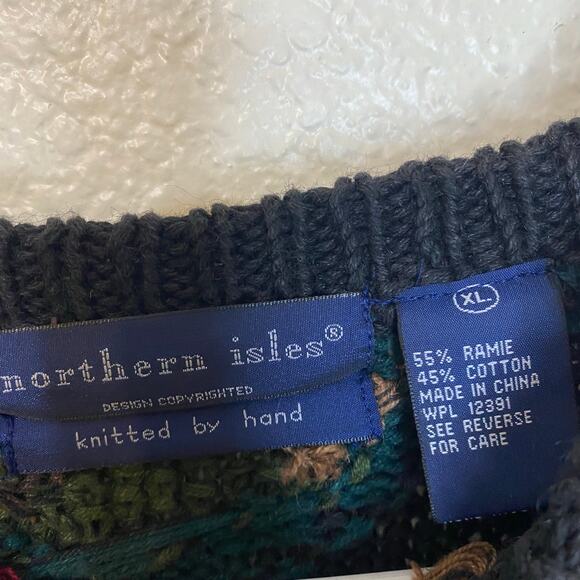 northern isles®
DESIGN COPYRIGHTED
knitted by hand
XL
55% RAMIE
45% COTTON
MADE IN CHINA
WPL 12391
SEE REVERSE
FOR CARE